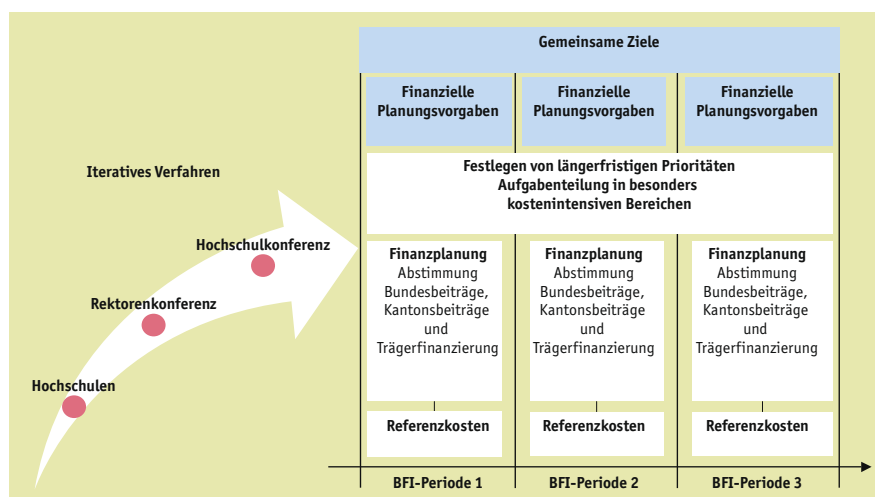 Gemeinsame Ziele
Finanzielle
Planungsvorgaben
Finanzielle
Planungsvorgaben
Finanzielle
Planungsvorgaben
Iteratives Verfahren
Festlegen von längerfristigen Prioritäten
Aufgabenteilung in besonders
kostenintensiven Bereichen
Hochschulkonferenz
Rektorenkonferenz
Hochschulen
Finanzplanung
Abstimmung
Bundesbeiträge,
Kantonsbeiträge
und
Trägerfinanzierung
Finanzplanung
Abstimmung
Bundesbeiträge,
Kantonsbeiträge
und
Trägerfinanzierung
Finanzplanung
Abstimmung
Bundesbeiträge,
Kantonsbeiträge
und
Trägerfinanzierung
Referenzkosten
Referenzkosten
Referenzkosten
BFI-Periode 1
BFI-Periode 2
BFI-Periode 3